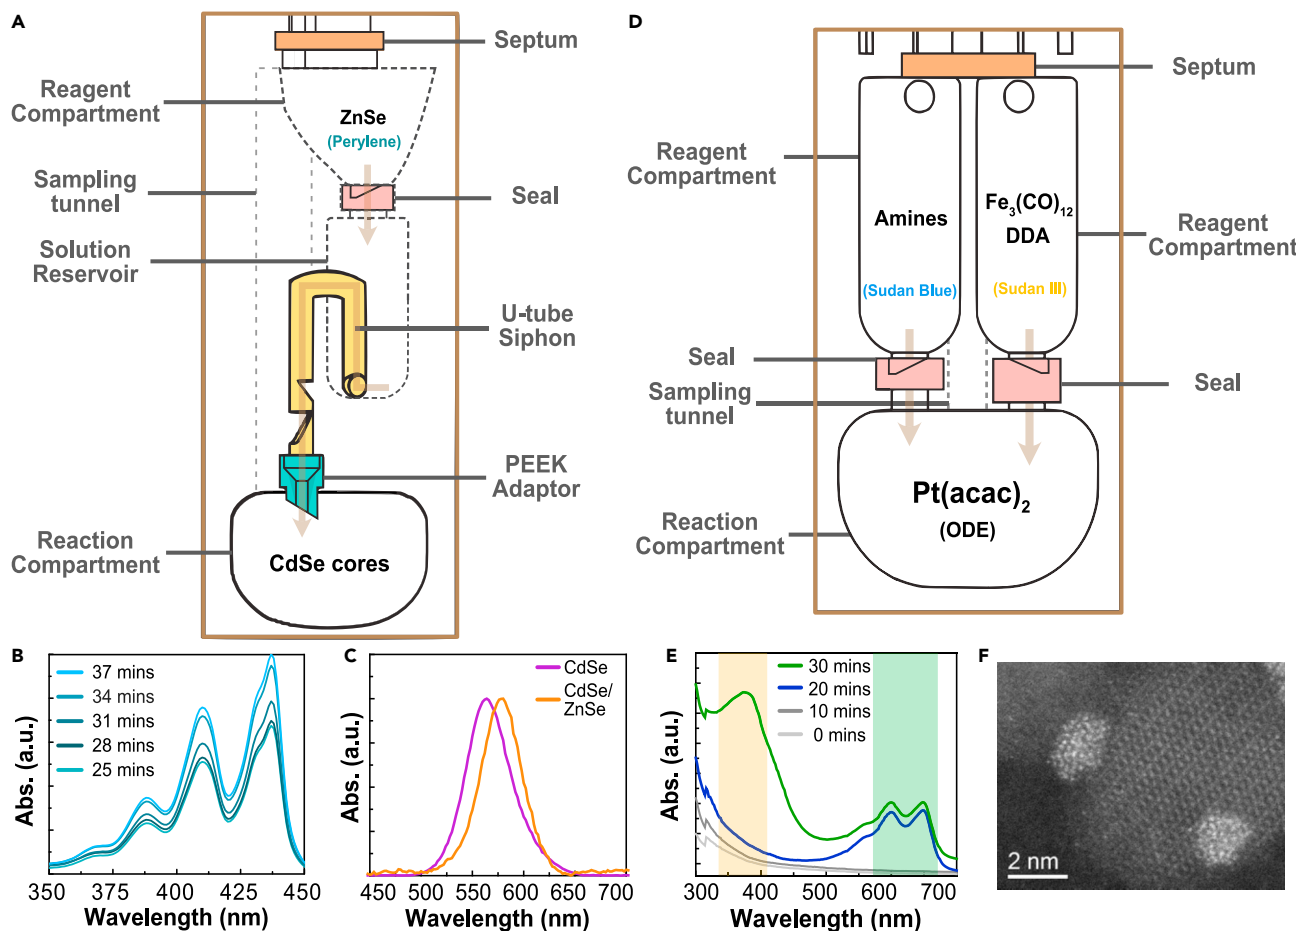 A
Septum
Reagent
Compartment
ZnSe
(Perylene)
Sampling
tunnel
Seal
Solution
Reservoir
U-tube
Siphon
PEEK
Adaptor
Reaction
Compartment
CdSe cores
D
Septum
Reagent
Compartment
Amines
(Sudan Blue)
Fe₃(CO)₁₂
DDA
(Sudan III)
Reagent
Compartment
Seal
Sampling
tunnel
Seal
Pt(acac)₂
(ODE)
Reaction
Compartment
B
37 mins
34 mins
31 mins
28 mins
25 mins
Abs. (a.u.)
350 400 450
Wavelength (nm)
C
CdSe
CdSe/
ZnSe
Abs. (a.u.)
450 500 550 600 650 700
Wavelength (nm)
E
30 mins
20 mins
10 mins
0 mins
Abs. (a.u.)
300 400 500 600 700
Wavelength (nm)
F
2 nm